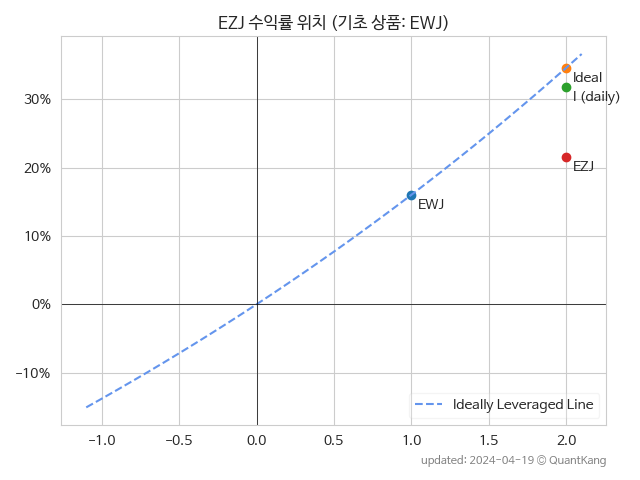 EZJ 수익률 위치 (기초 상품: EWJ)
30%
20%
10%
0%
−10%
Ideal
I (daily)
EZJ
EWJ
Ideally Leveraged Line
−1.0
−0.5
0.0
0.5
1.0
1.5
2.0
updated: 2024-04-19 © QuantKang